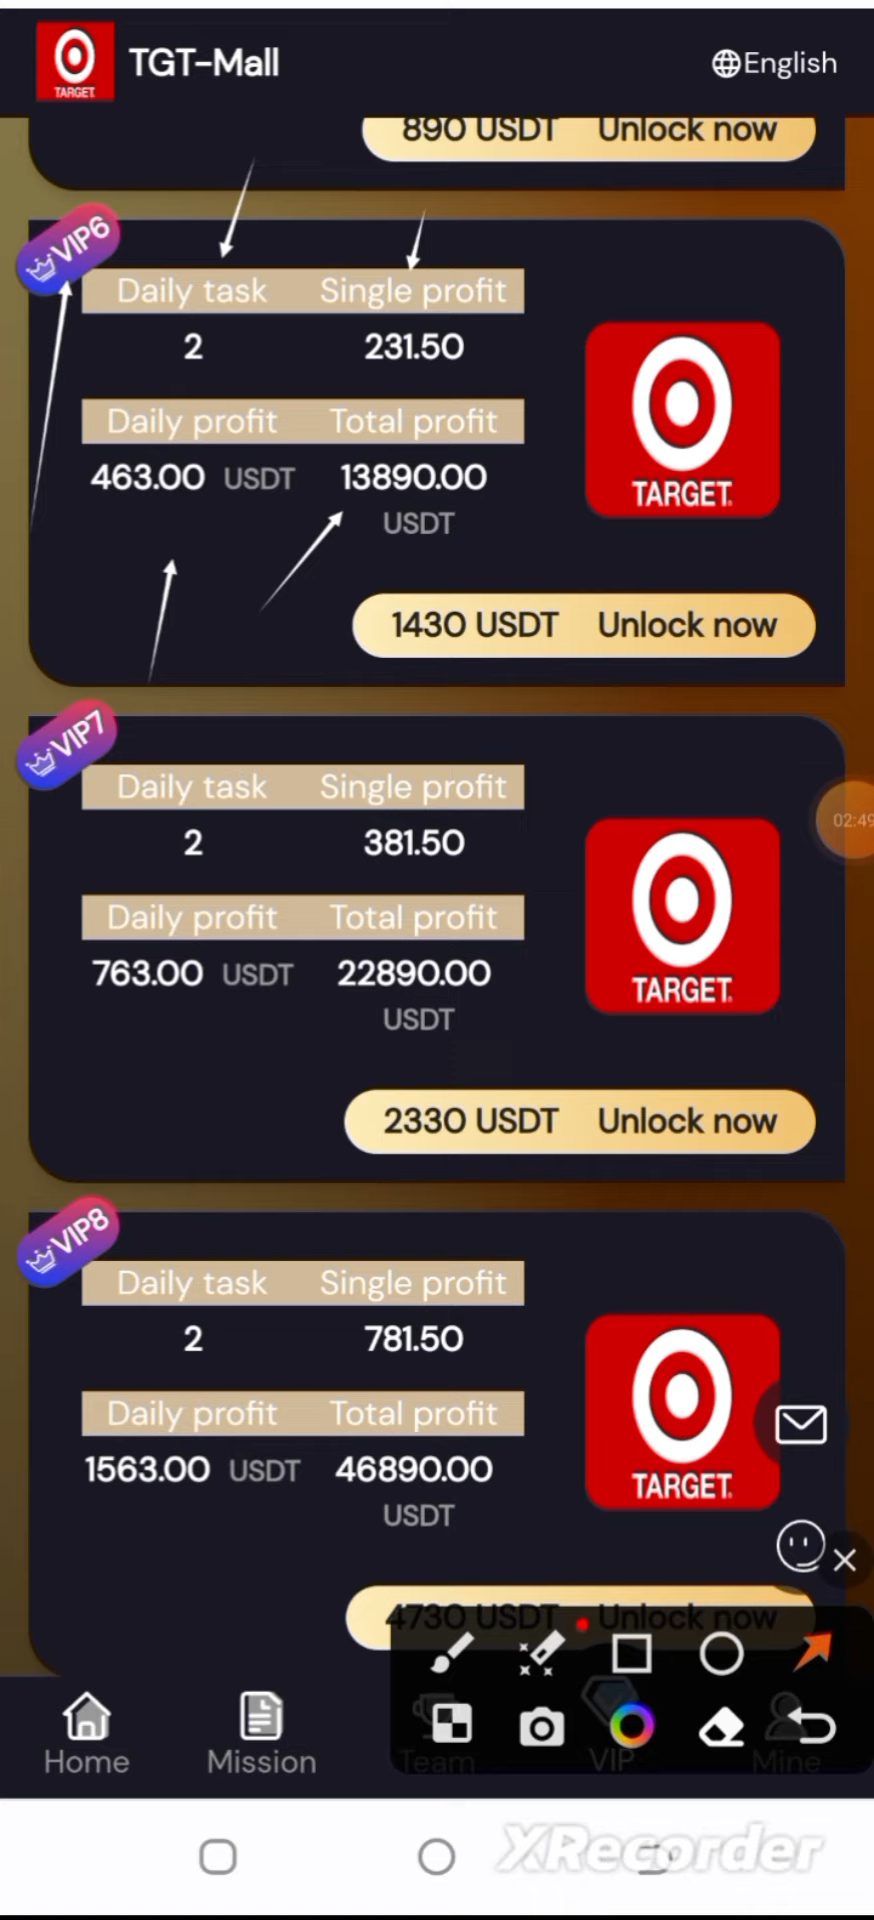 TARGET.
TGT-Mall
English
890 USDT Unlock now
VIP6
Daily task Single profit
2 231.50
Daily profit Total profit
463.00 USDT 13890.00
USDT
TARGET.
1430 USDT Unlock now
VIP7
Daily task Single profit
2 381.50
02:49
Daily profit Total profit
763.00 USDT 22890.00
USDT
TARGET.
2330 USDT Unlock now
VIP8
Daily task Single profit
2 781.50
Daily profit Total profit
1563.00 USDT 46890.00
USDT
TARGET.
4730 USDT Unlock now
Home Mission Team VIP Mine
XRecorder